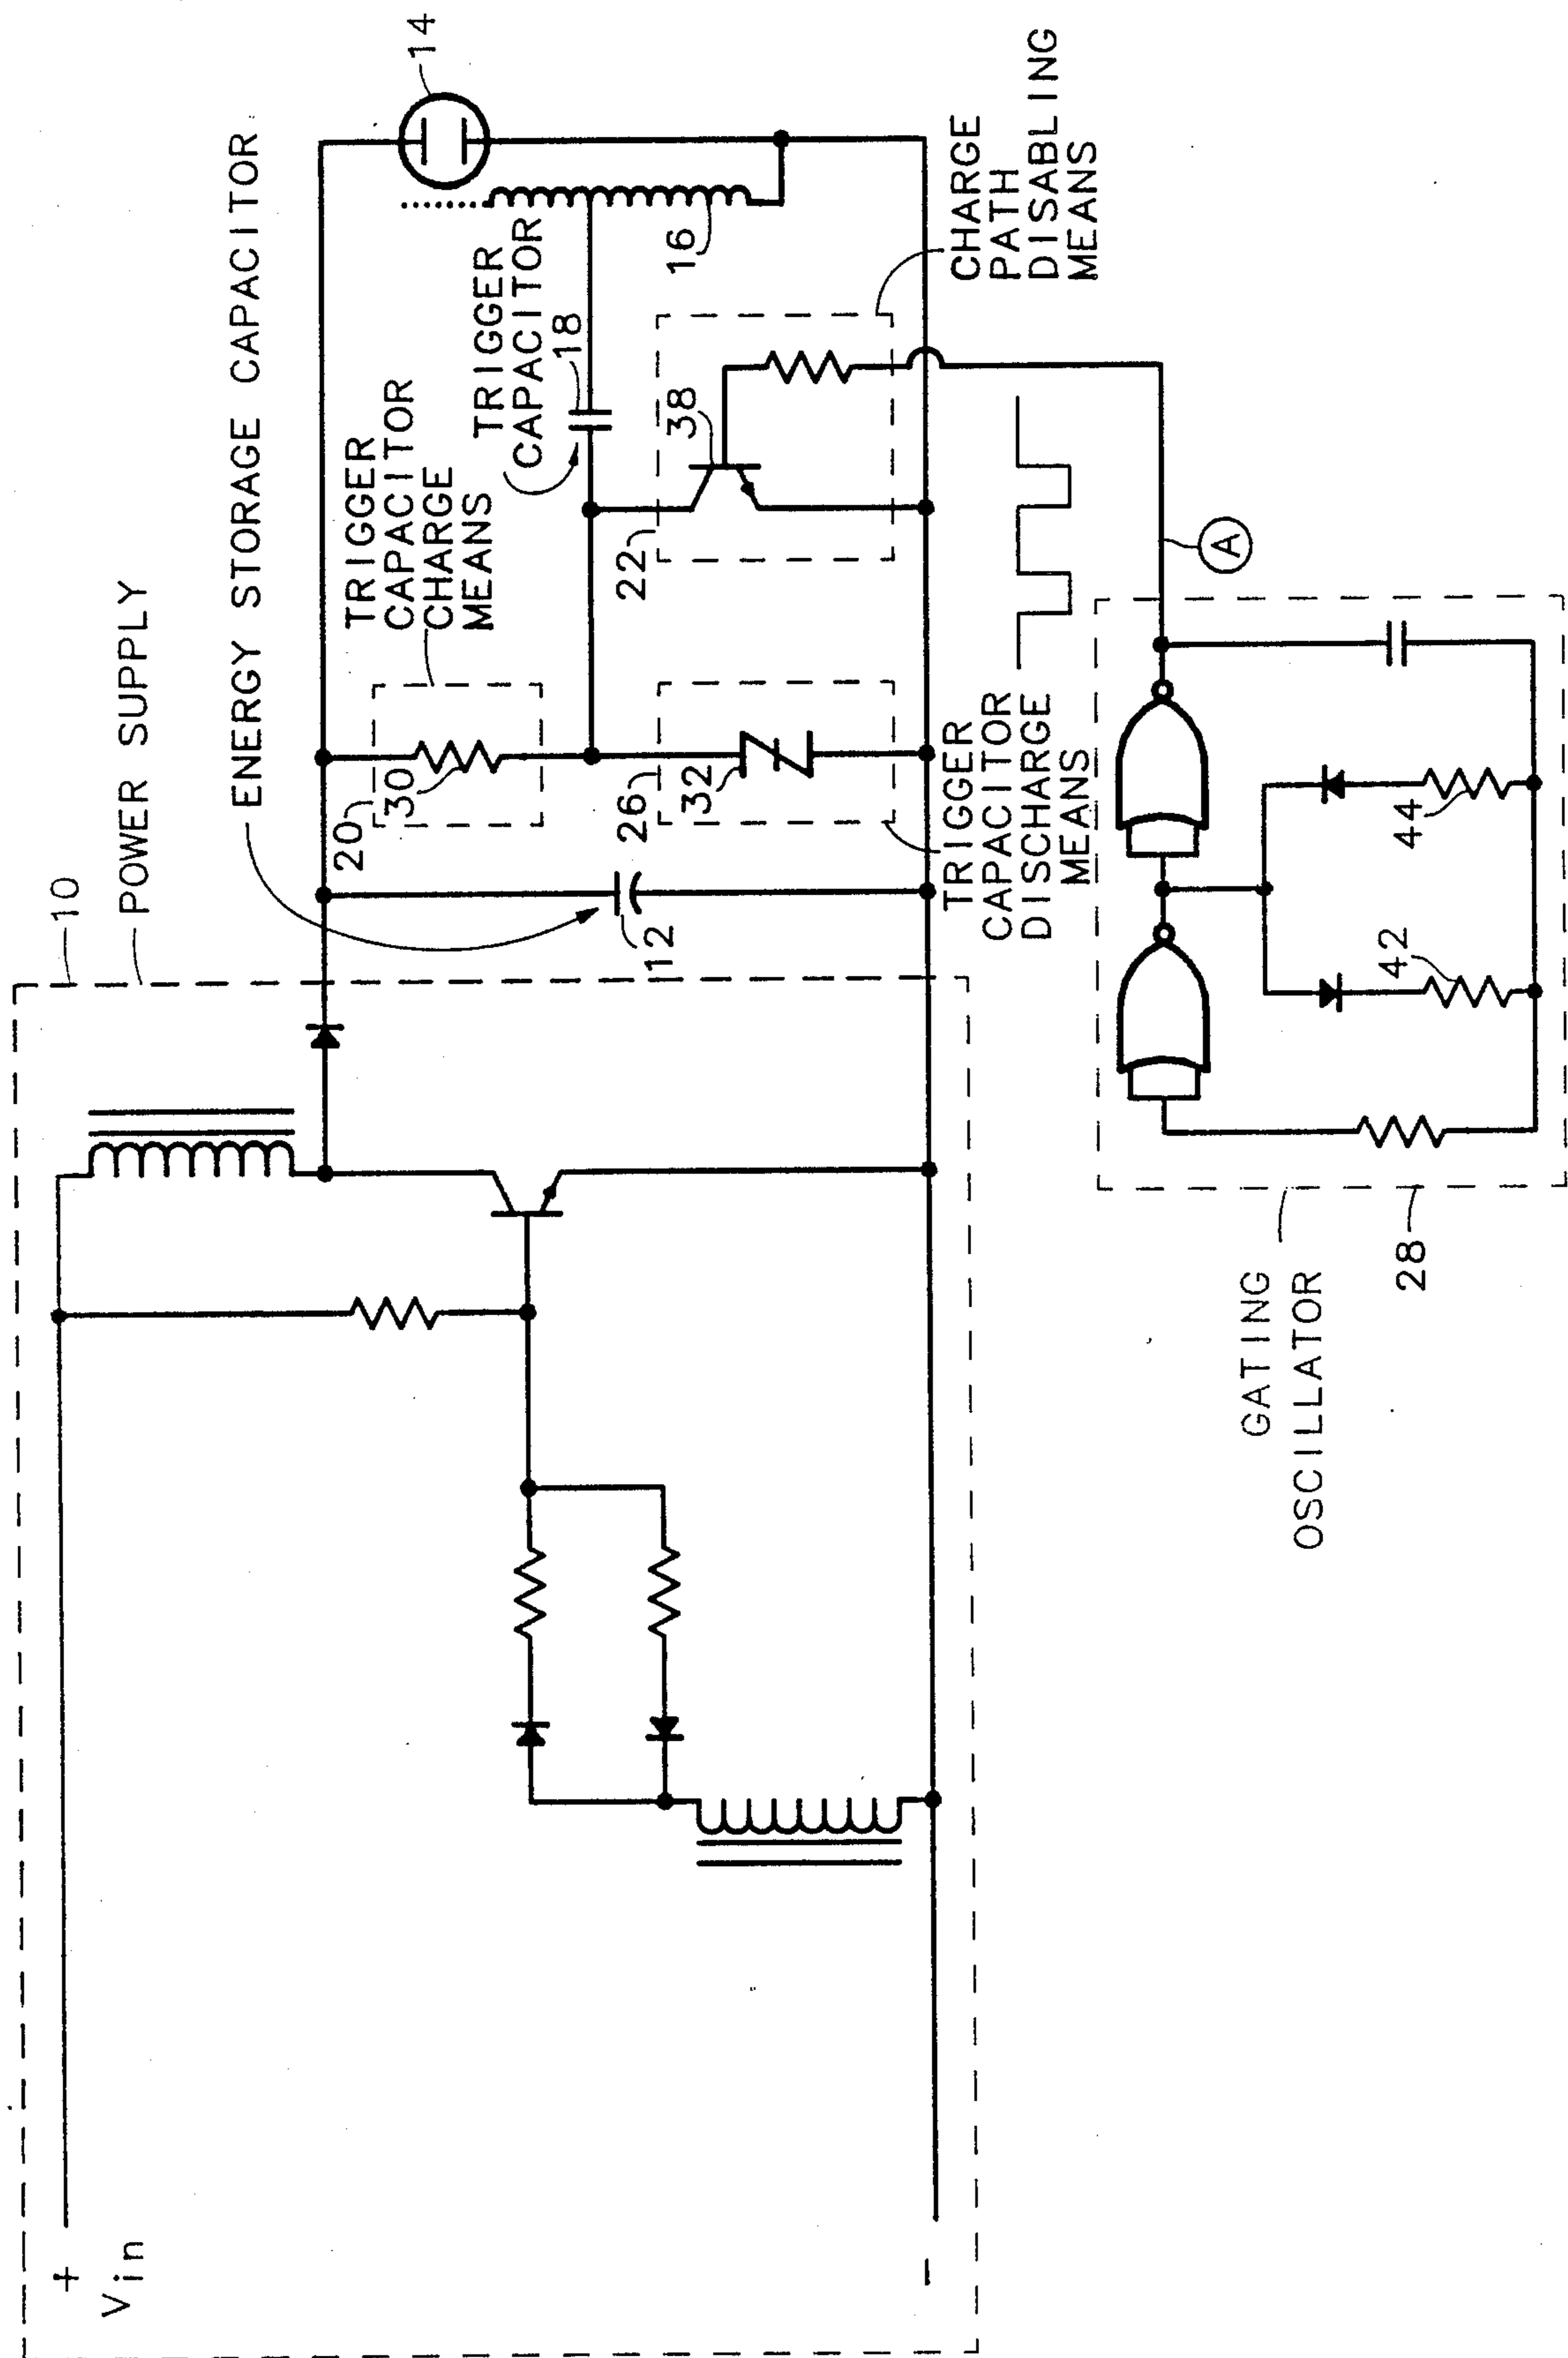 10
POWER SUPPLY
+
Vin
-
ENERGY STORAGE CAPACITOR
12
20
30
TRIGGER
CAPACITOR
CHARGE
MEANS
TRIGGER
CAPACITOR
18
14
16
26
32
TRIGGER
CAPACITOR
DISCHARGE
MEANS
22
38
CHARGE
PATH
DISABLING
MEANS
A
42
44
GATING
OSCILLATOR
28